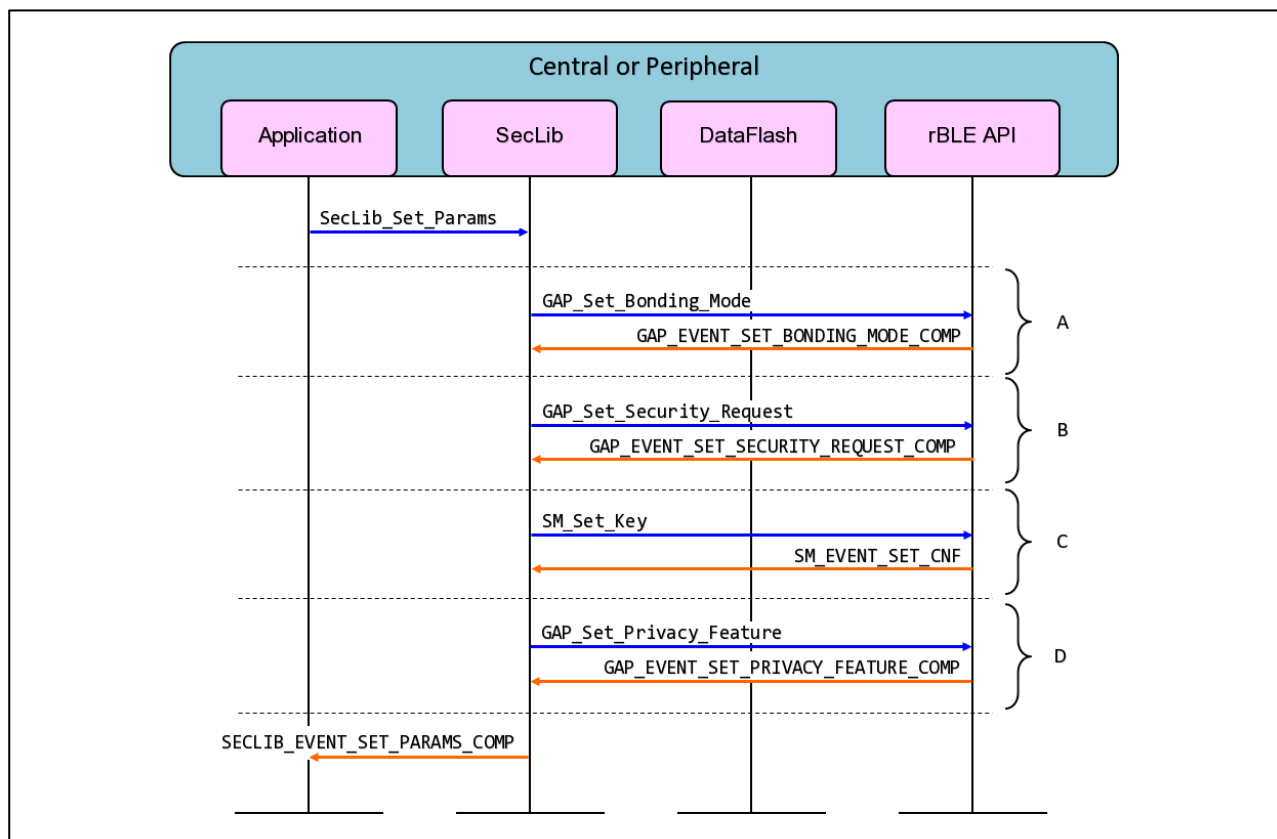 Central or Peripheral
Application
SecLib
DataFlash
rBLE API
SecLib_Set_Params
GAP_Set_Bonding_Mode
GAP_EVENT_SET_BONDING_MODE_COMP
A
GAP_Set_Security_Request
GAP_EVENT_SET_SECURITY_REQUEST_COMP
B
SM_Set_Key
SM_EVENT_SET_CNF
C
GAP_Set_Privacy_Feature
GAP_EVENT_SET_PRIVACY_FEATURE_COMP
D
SECLIB_EVENT_SET_PARAMS_COMP